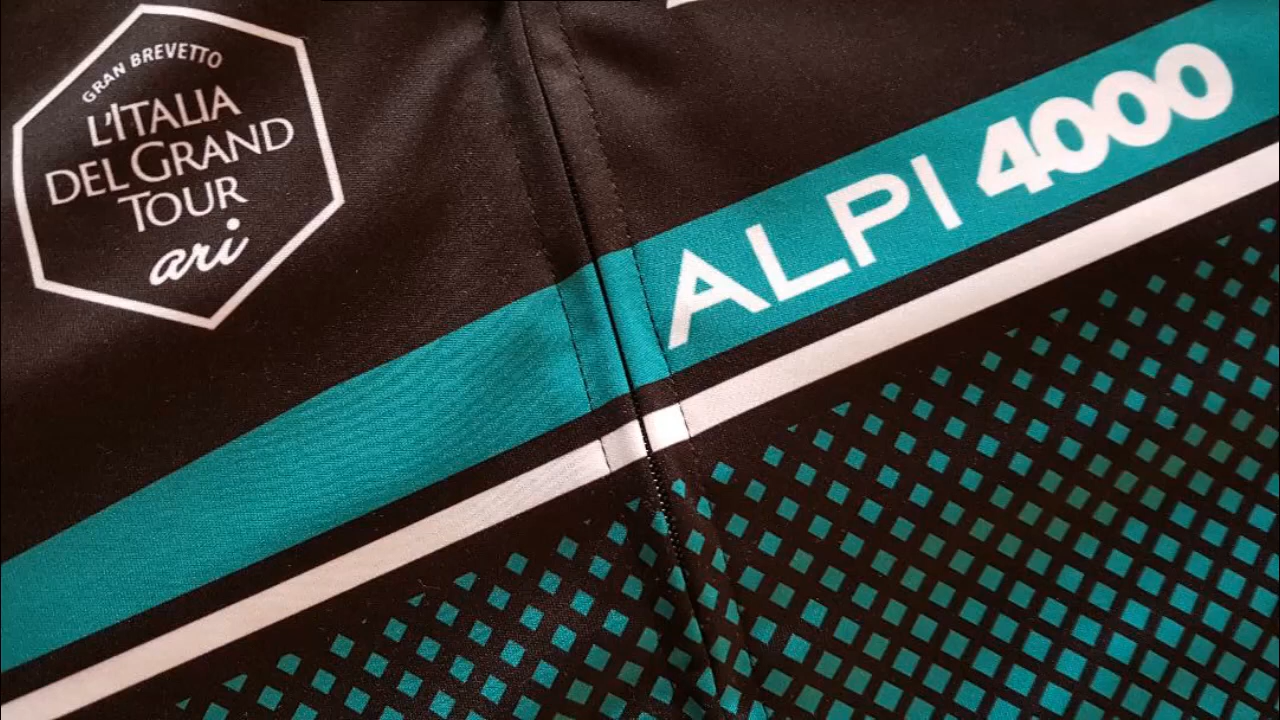 GRAN BREVETTO
L'ITALIA
DEL GRAND
TOUR
ari
ALPI 4000